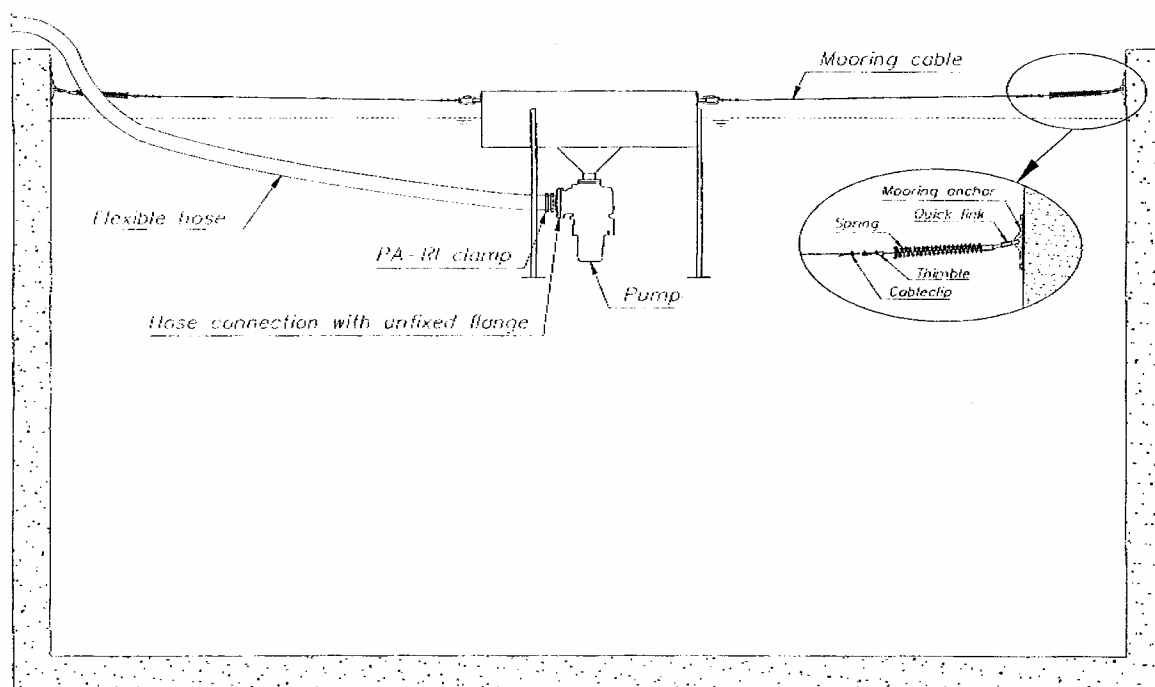 Mooring cable
Mooring anchor
Quick link
Spring
Flexible hose
PA-RI clamp
Thimble
Cableclip
Pump
Hose connection with unfixed flange